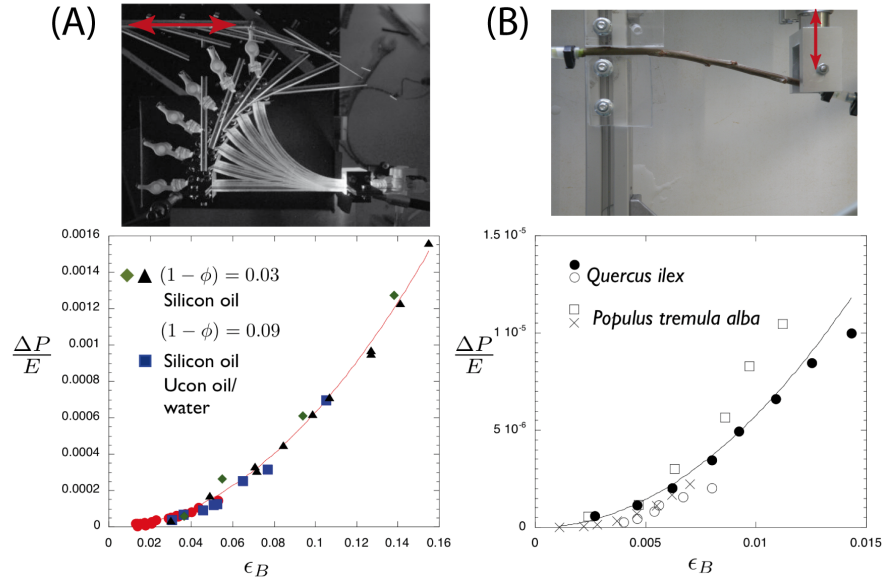 (A)
(B)
0.0016
0.0014
0.0012
0.001
0.0008
0.0006
0.0004
0.0002
0
ΔP
E
(1 − ϕ) = 0.03
Silicon oil
(1 − ϕ) = 0.09
Silicon oil
Ucon oil/
water
0 0.02 0.04 0.06 0.08 0.1 0.12 0.14 0.16
ϵB
1.5 10-5
1 10-5
5 10-6
0
ΔP
E
Quercus ilex
Populus tremula alba
0 0.005 0.01 0.015
ϵB